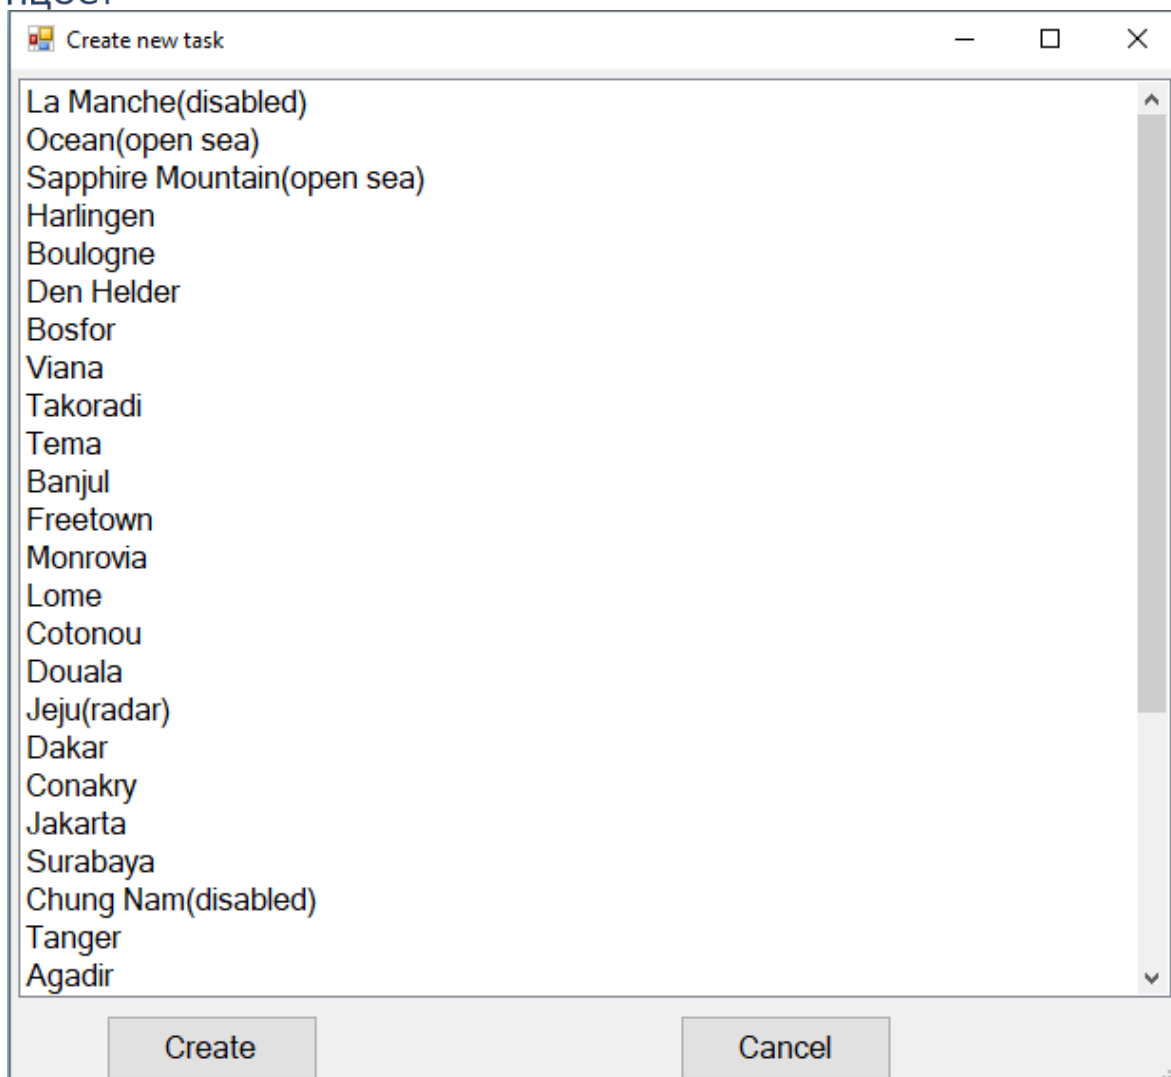 Create new task
La Manche(disabled)
Ocean(open sea)
Sapphire Mountain(open sea)
Harlingen
Boulogne
Den Helder
Bosfor
Viana
Takoradi
Tema
Banjul
Freetown
Monrovia
Lome
Cotonou
Douala
Jeju(radar)
Dakar
Conakry
Jakarta
Surabaya
Chung Nam(disabled)
Tanger
Agadir
Create Cancel